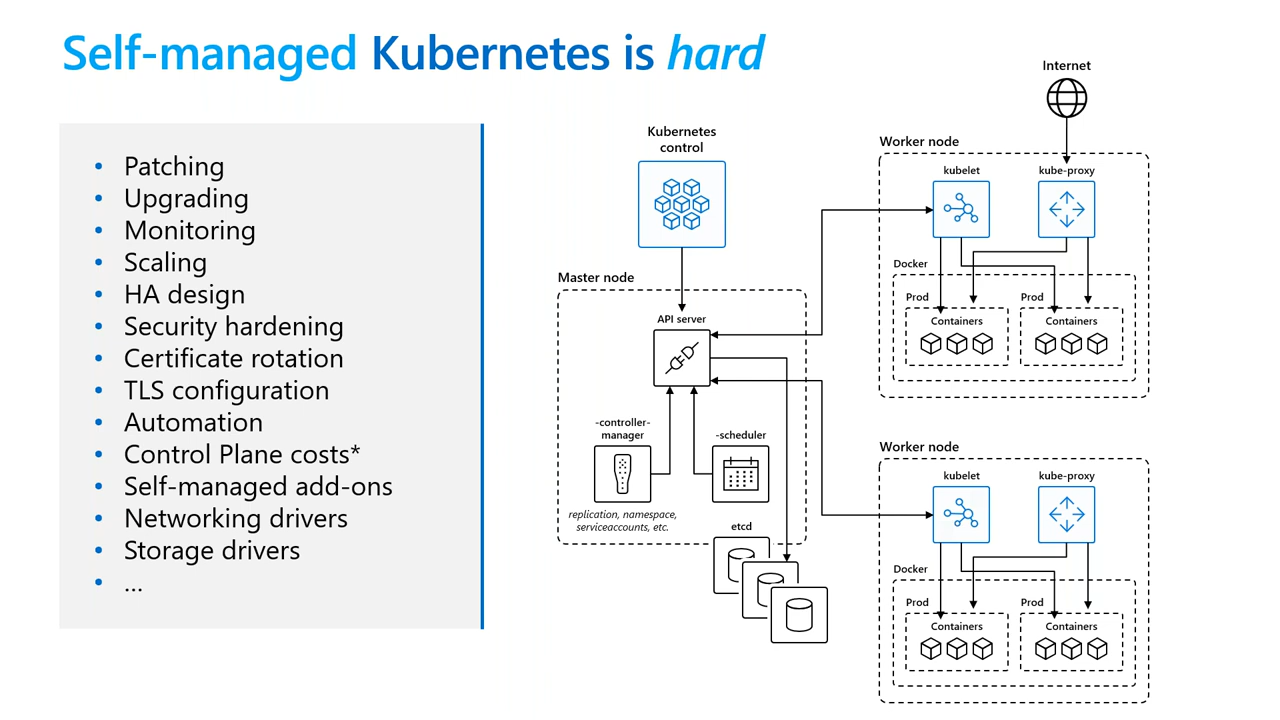 Self-managed Kubernetes is hard
• Patching
• Upgrading
• Monitoring
• Scaling
• HA design
• Security hardening
• Certificate rotation
• TLS configuration
• Automation
• Control Plane costs*
• Self-managed add-ons
• Networking drivers
• Storage drivers
• ...
Kubernetes
control
Master node
API server
-controller-
manager
-scheduler
replication, namespace,
serviceaccounts, etc.
etcd
Internet
Worker node
kubelet
kube-proxy
Docker
Prod
Containers
Prod
Containers
Worker node
kubelet
kube-proxy
Docker
Prod
Containers
Prod
Containers